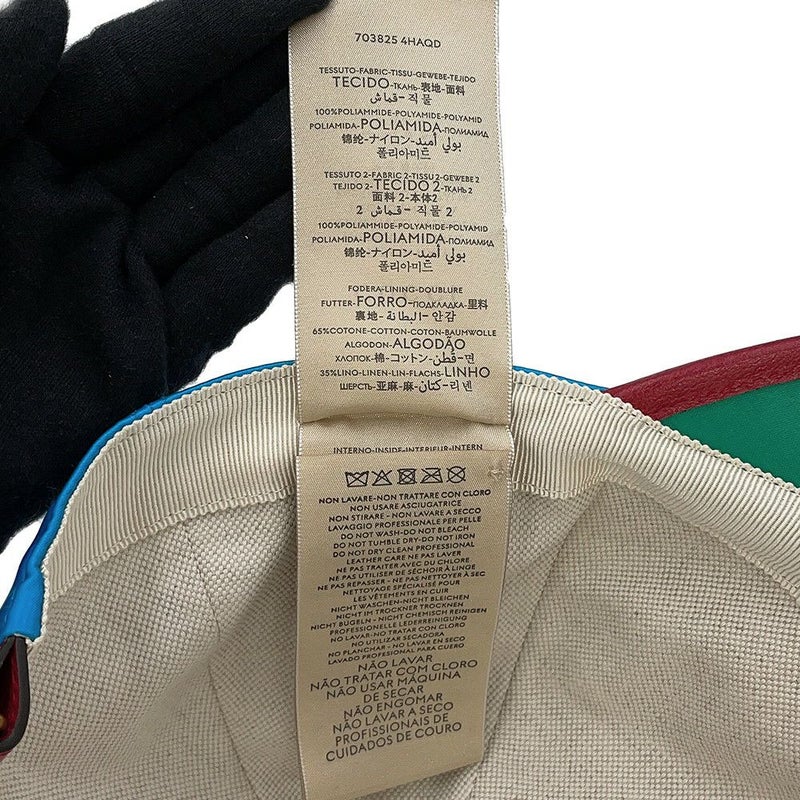 703825 4HAQD
TESSUTO-FABRIC-TISSU-GEWEBE-TEJIDO
TECIDO-ТКАНЬ-表地-面料
قماش-직물
100%POLIAMMIDE-POLYAMIDE-POLYAMID
POLIAMIDA-POLIAMIDA-ПОЛИАМИД
锦纶-ナイロン-بولي أميد
폴리아미드
TESSUTO 2-FABRIC 2-TISSU 2-GEWEBE 2
TEJIDO 2-TECIDO 2-ТКАНЬ 2
面料 2-本体2
2 قماش-직물 2
100%POLYAMMIDE-POLYAMIDE-POLYAMID
POLIAMIDA-POLIAMIDA-ПОЛИАМИД
锦纶-ナイロン-بولي أميد
폴리아미드
FODERA-LINING-DOUBLURE
FUTTER-FORRO-ПОДКЛАДКА-里料
裏地-البطانة-안감
65%COTONE-COTTON-COTON-BAUMWOLLE
ALGODON-ALGODÃO
ХЛОПОК-棉-コットン-قطن-면
35%LINO-LINEN-LIN-FLACHS-LINHO
ШЕРСТЬ-亚麻-麻-كتان-리넨
INTERNO-INSIDE-INTERIEUR-INTERN
NON LAVARE-NON TRATTARE CON CLORO
NON USARE ASCIUGATRICE
NON STIRARE-NON LAVARE A SECCO
LAVAGGIO PROFESSIONALE PER PELLE
DO NOT WASH-DO NOT BLEACH
DO NOT TUMBLE DRY-DO NOT IRON
DO NOT DRY CLEAN PROFESSIONAL
LEATHER CARE NE PAS LAVER
NE PAS TRAITER AVEC DU CHLORE
NE PAS UTILISER DE SÉCHOIR À LINGE
NE PAS REPASSER-NE PAS NETTOYER À SEC
NETTOYAGE SPÉCIALISÉ POUR
LES VÊTEMENTS EN CUIR
NICHT WASCHEN-NICHT BLEICHEN
NICHT IM TROCKNER TROCKNEN
NICHT BÜGELN-NICHT CHEMISCH REINIGEN
PROFESSIONELLE LEDERREINIGUNG
NO LAVAR-NO TRATAR CON CLORO
NO UTILIZAR SECADORA
NO PLANCHAR-NO LAVAR EN SECO
LAVADO PROFESIONAL PARA CUERO
NÃO LAVAR
NÃO TRATAR COM CLORO
NÃO USAR MÁQUINA
DE SECAR
NÃO ENGOMAR
NÃO LAVAR A SECO
PROFISSIONAIS DE
CUIDADOS DE COURO